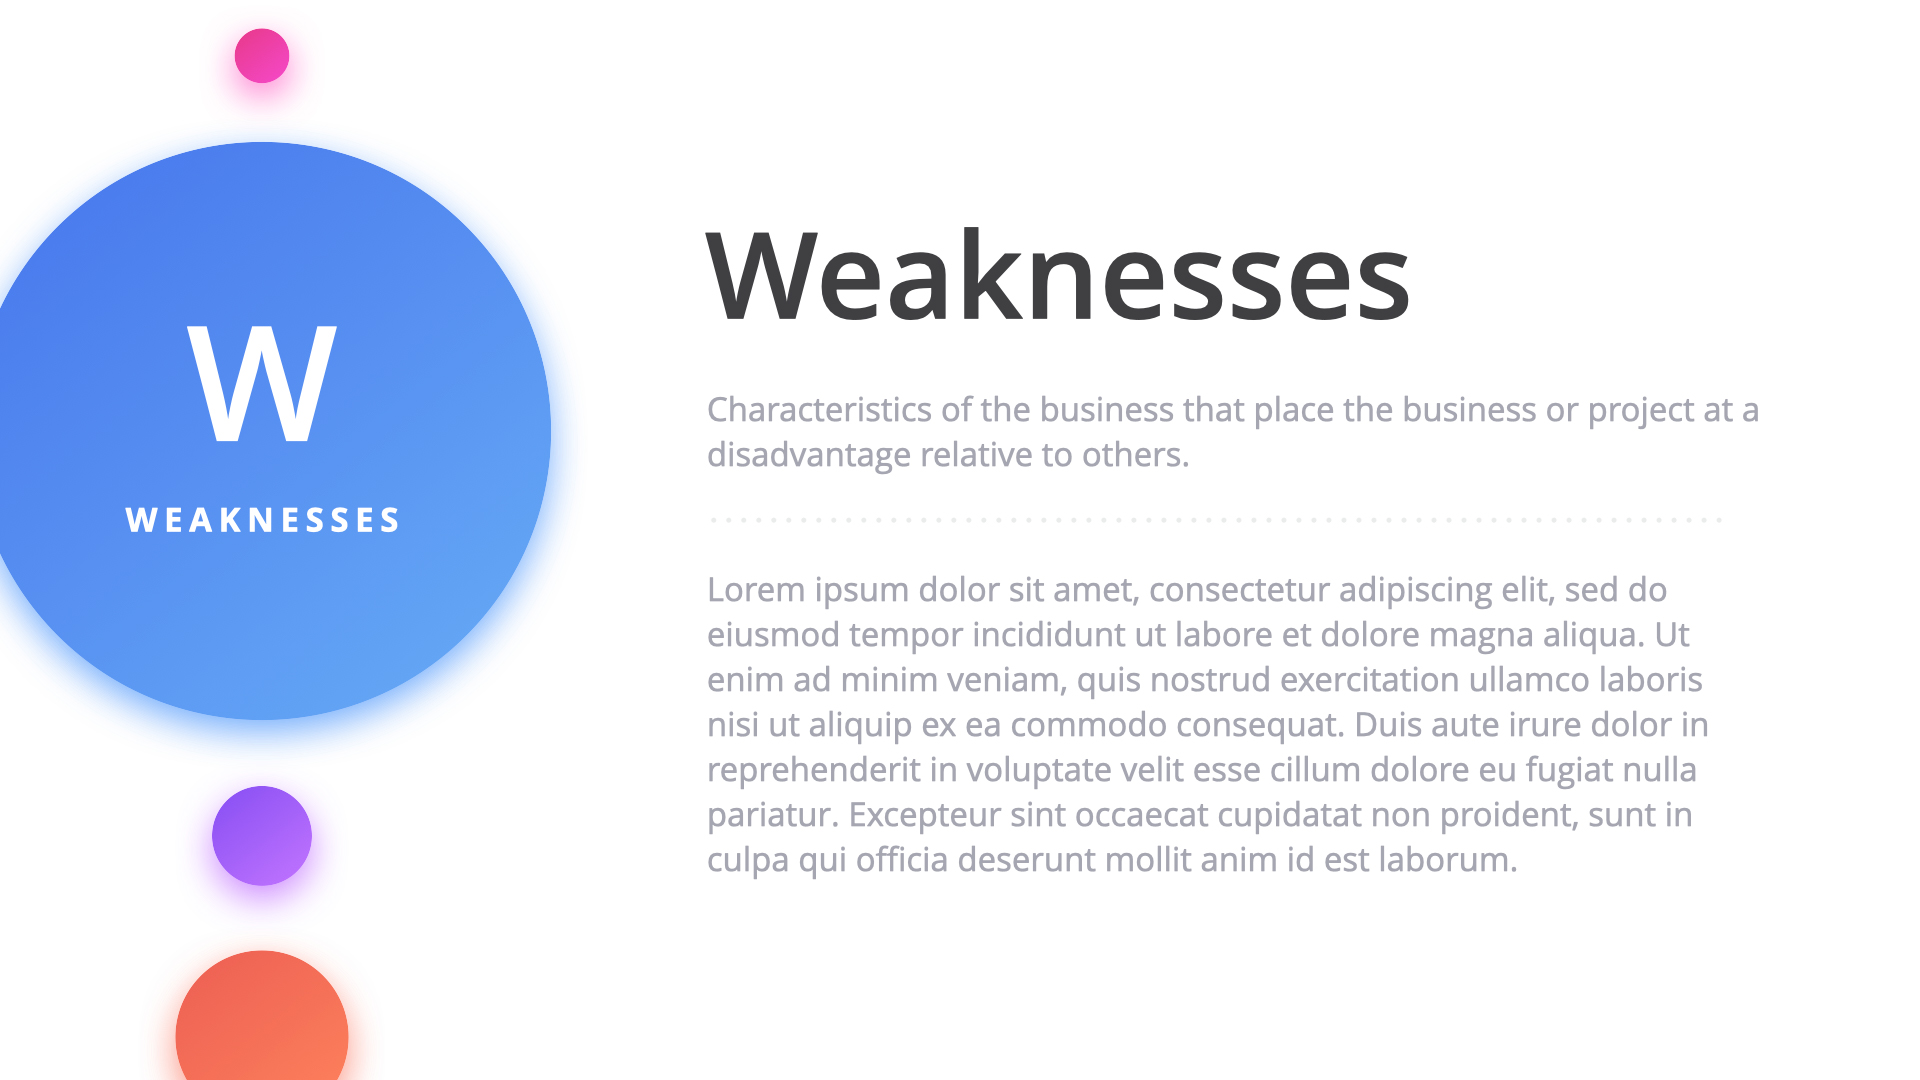 W
WEAKNESSES
Weaknesses
Characteristics of the business that place the business or project at a
disadvantage relative to others.
Lorem ipsum dolor sit amet, consectetur adipiscing elit, sed do
eiusmod tempor incididunt ut labore et dolore magna aliqua. Ut
enim ad minim veniam, quis nostrud exercitation ullamco laboris
nisi ut aliquip ex ea commodo consequat. Duis aute irure dolor in
reprehenderit in voluptate velit esse cillum dolore eu fugiat nulla
pariatur. Excepteur sint occaecat cupidatat non proident, sunt in
culpa qui officia deserunt mollit anim id est laborum.